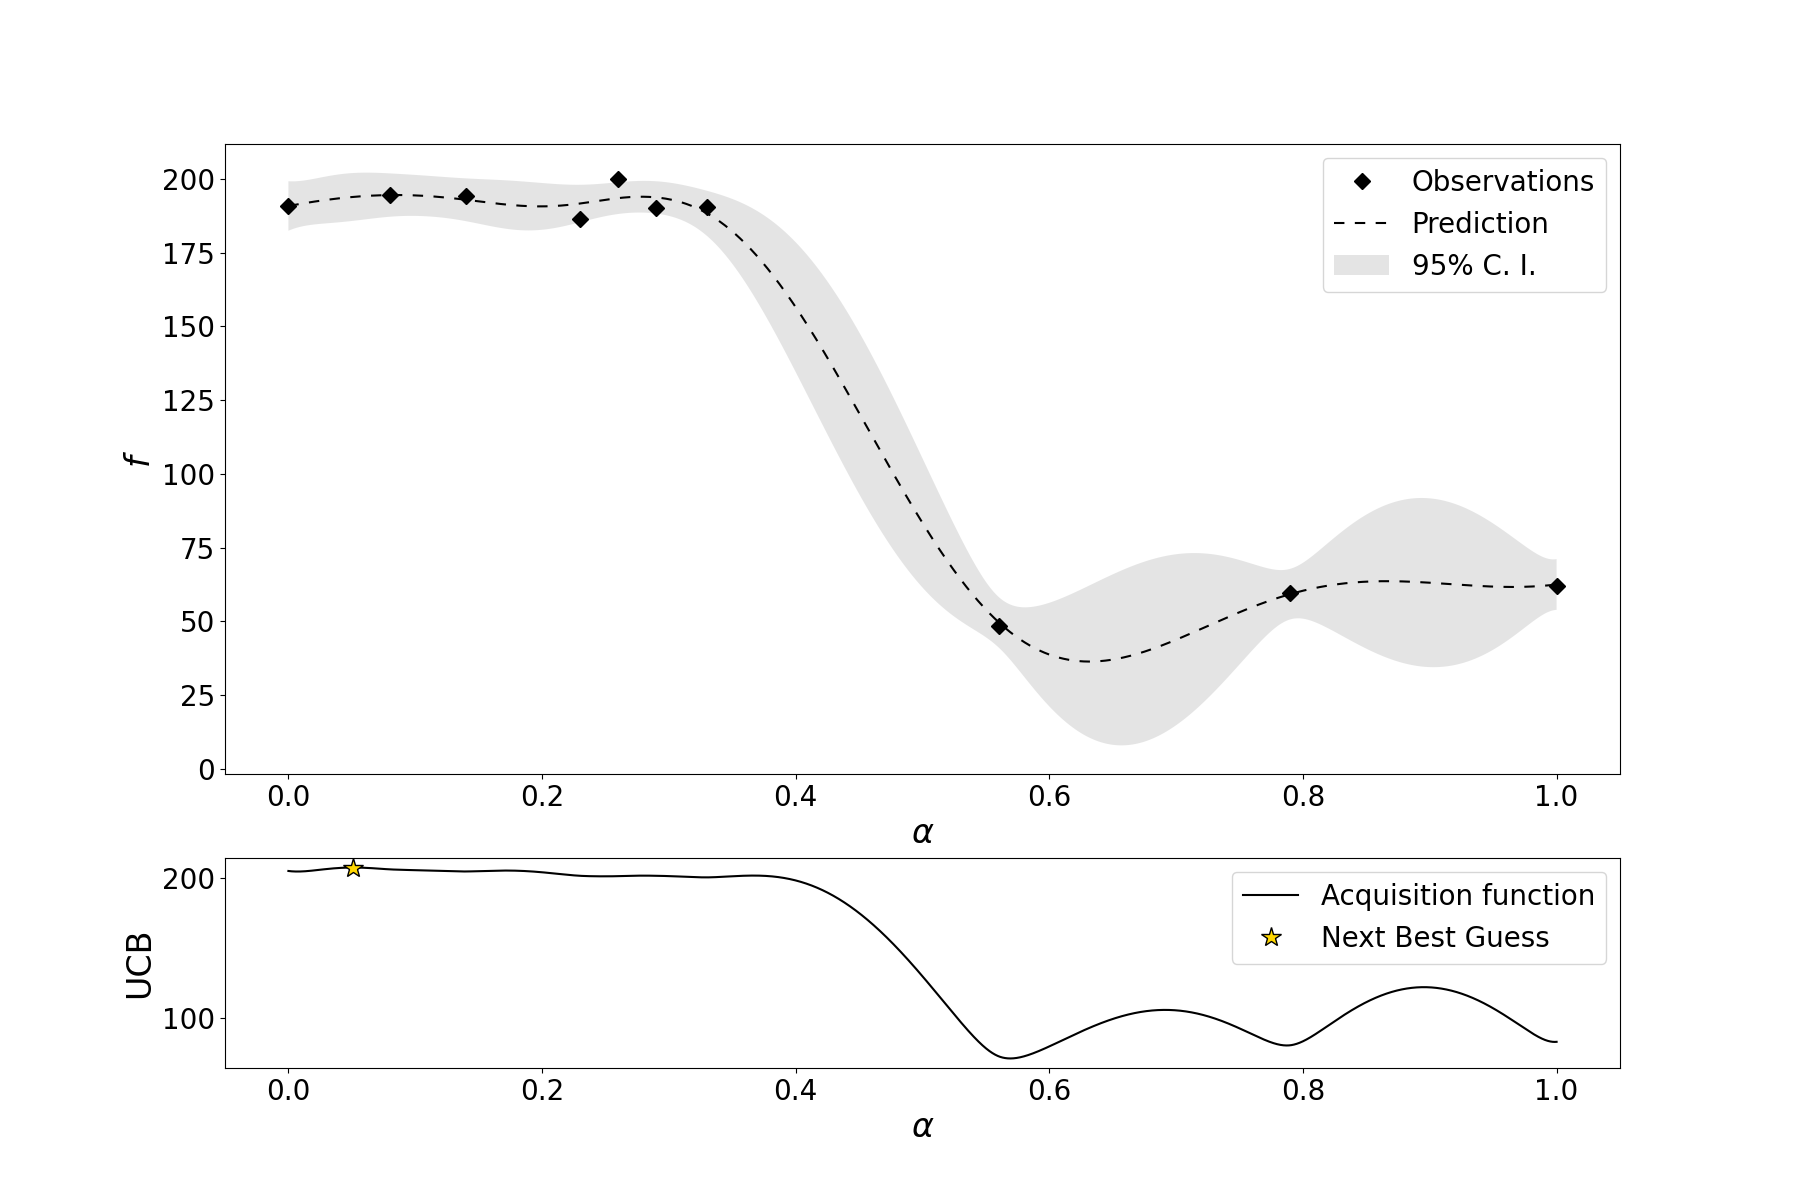 200
175
150
125
100
75
50
25
0
f
Observations
Prediction
95% C. I.
0.0 0.2 0.4 0.6 0.8 1.0
α
200
100
UCB
Acquisition function
Next Best Guess
0.0 0.2 0.4 0.6 0.8 1.0
α